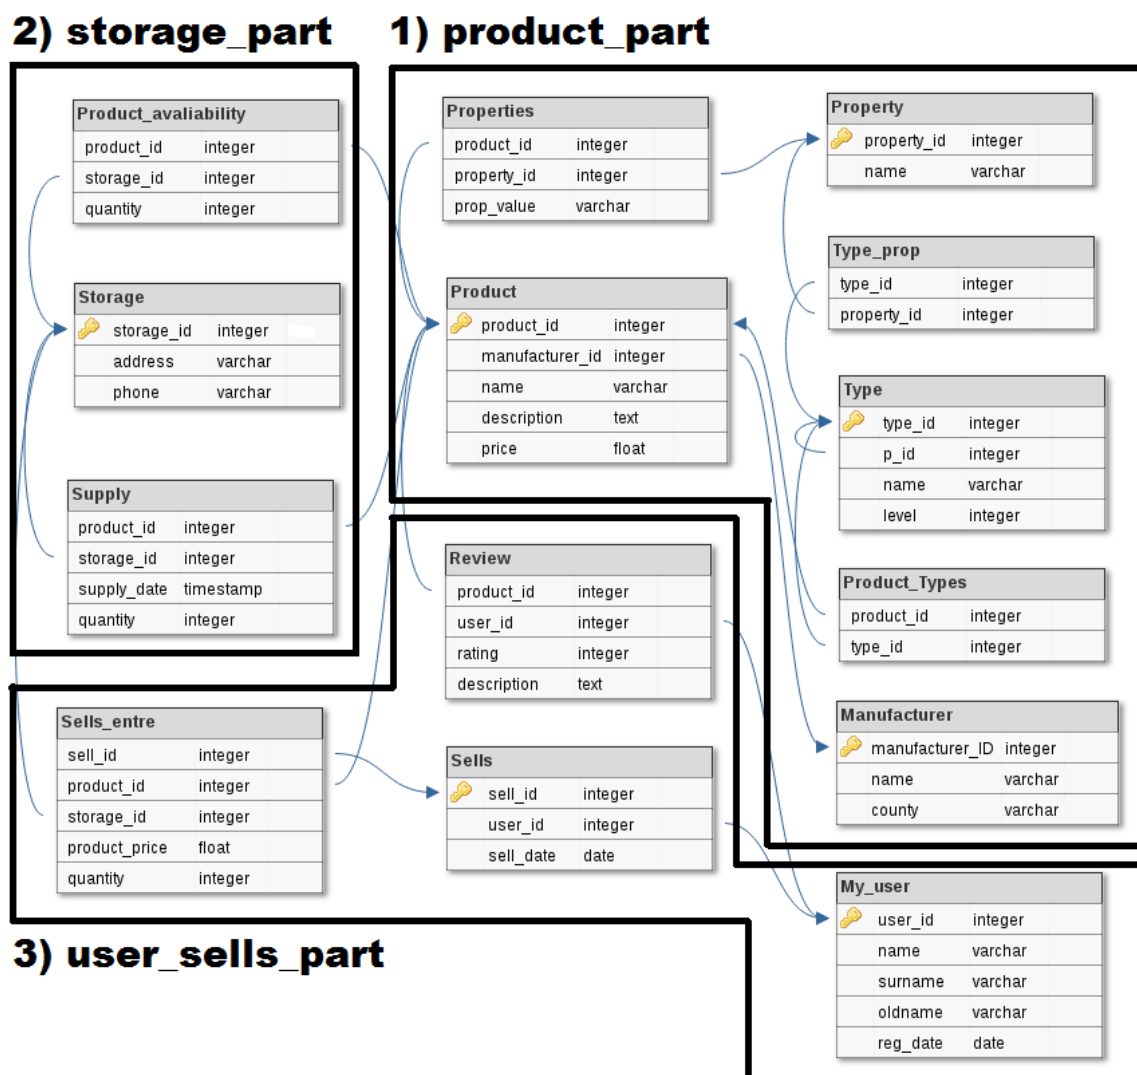 2) storage_part
1) product_part
Product_avaliability
product_id integer
storage_id integer
quantity integer
Storage
storage_id integer
address varchar
phone varchar
Supply
product_id integer
storage_id integer
supply_date timestamp
quantity integer
Properties
product_id integer
property_id integer
prop_value varchar
Property
property_id integer
name varchar
Type_prop
type_id integer
property_id integer
Product
product_id integer
manufacturer_id integer
name varchar
description text
price float
Type
type_id integer
p_id integer
name varchar
level integer
Product_Types
product_id integer
type_id integer
Manufacturer
manufacturer_ID integer
name varchar
county varchar
Review
product_id integer
user_id integer
rating integer
description text
Sells_entre
sell_id integer
product_id integer
storage_id integer
product_price float
quantity integer
Sells
sell_id integer
user_id integer
sell_date date
My_user
user_id integer
name varchar
surname varchar
oldname varchar
reg_date date
3) user_sells_part